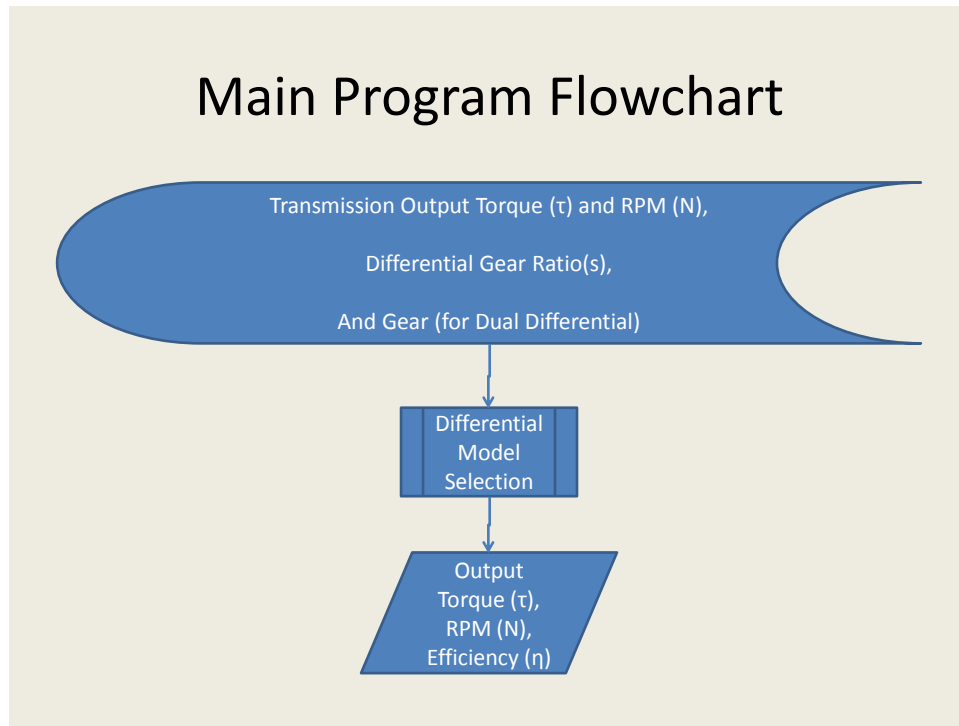 Main Program Flowchart
Transmission Output Torque (τ) and RPM (N),
Differential Gear Ratio(s),
And Gear (for Dual Differential)
Differential
Model
Selection
Output
Torque (τ),
RPM (N),
Efficiency (η)